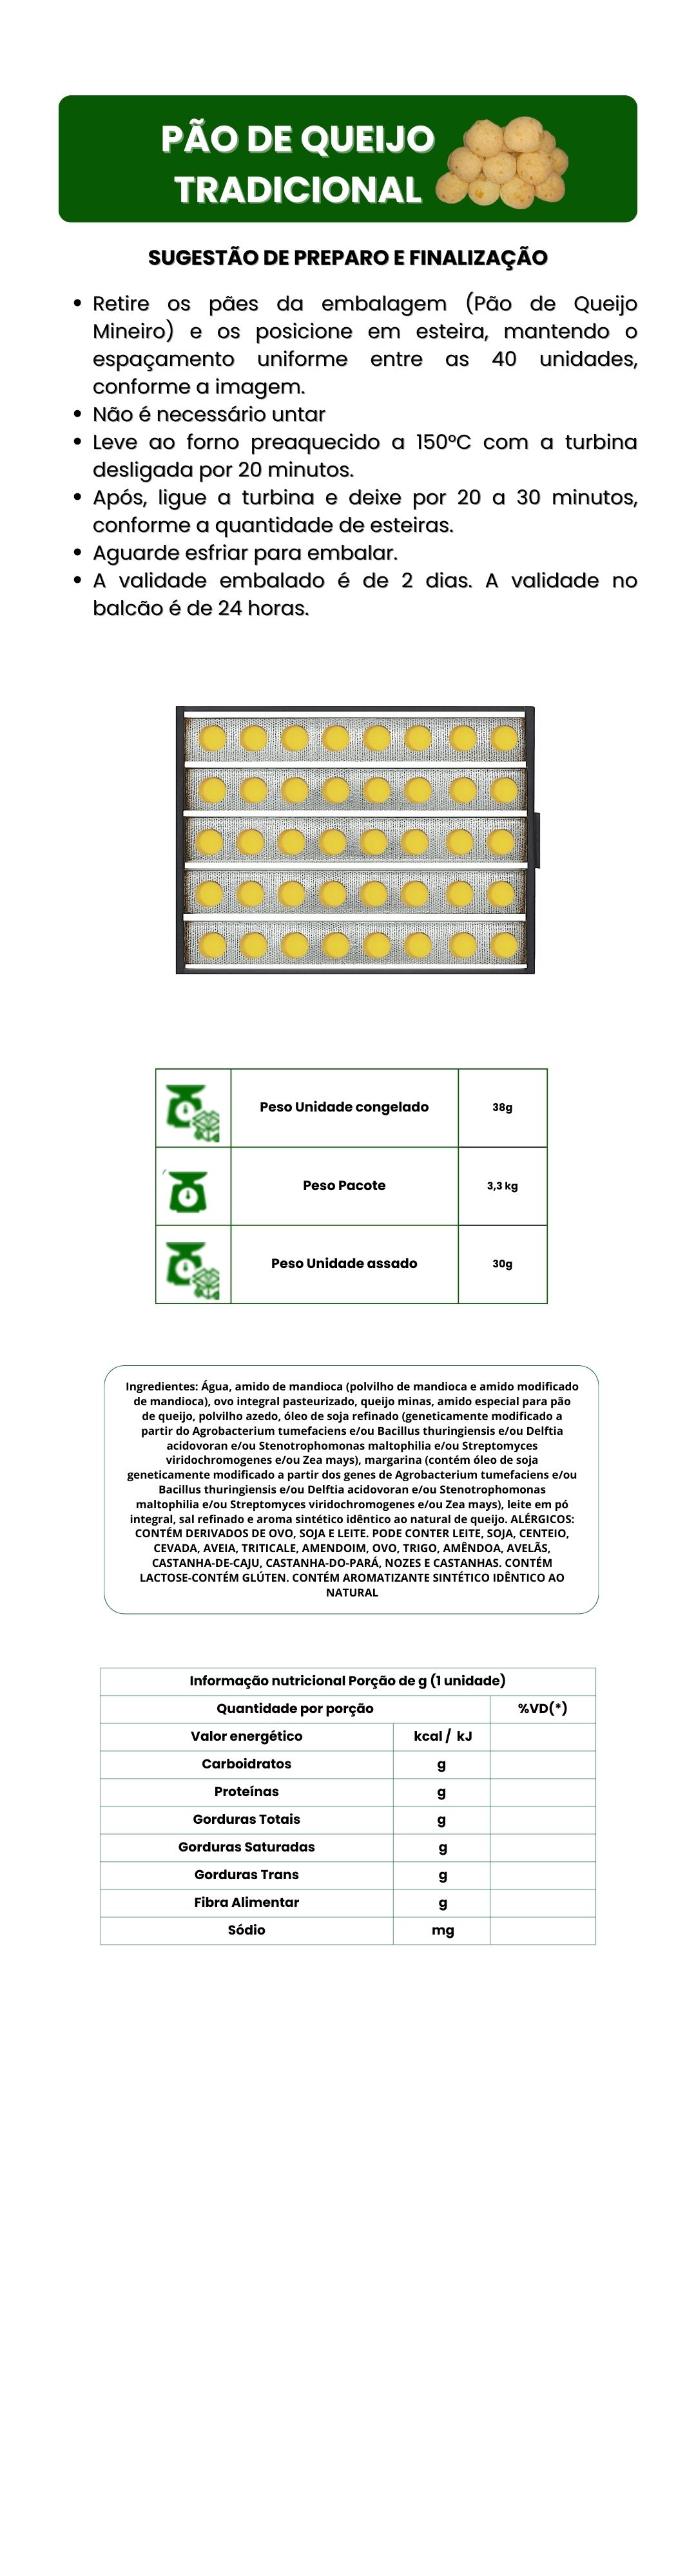 PÃO DE QUEIJO
TRADICIONAL
SUGESTÃO DE PREPARO E FINALIZAÇÃO
• Retire os pães da embalagem (Pão de Queijo
Mineiro) e os posicione em esteira, mantendo o
espaçamento uniforme entre as 40 unidades,
conforme a imagem.
• Não é necessário untar
• Leve ao forno preaquecido a 150ºC com a turbina
desligada por 20 minutos.
• Após, ligue a turbina e deixe por 20 a 30 minutos,
conforme a quantidade de esteiras.
• Aguarde esfriar para embalar.
• A validade embalado é de 2 dias. A validade no
balcão é de 24 horas.
Peso Unidade congelado 38g
Peso Pacote 3,3 kg
Peso Unidade assado 30g
Ingredientes: Água, amido de mandioca (polvilho de mandioca e amido modificado
de mandioca), ovo integral pasteurizado, queijo minas, amido especial para pão
de queijo, polvilho azedo, óleo de soja refinado (geneticamente modificado a
partir do Agrobacterium tumefaciens e/ou Bacillus thuringiensis e/ou Delftia
acidovoran e/ou Stenotrophomonas maltophilia e/ou Streptomyces
viridochromogenes e/ou Zea mays), margarina (contém óleo de soja
geneticamente modificado a partir dos genes de Agrobacterium tumefaciens e/ou
Bacillus thuringiensis e/ou Delftia acidovoran e/ou Stenotrophomonas
maltophilia e/ou Streptomyces viridochromogenes e/ou Zea mays), leite em pó
integral, sal refinado e aroma sintético idêntico ao natural de queijo. ALÉRGICOS:
CONTÉM DERIVADOS DE OVO, SOJA E LEITE. PODE CONTER LEITE, SOJA, CENTEIO,
CEVADA, AVEIA, TRITICALE, AMENDOIM, OVO, TRIGO, AMÊNDOA, AVELÃS,
CASTANHA-DE-CAJU, CASTANHA-DO-PARÁ, NOZES E CASTANHAS. CONTÉM
LACTOSE-CONTÉM GLÚTEN. CONTÉM AROMATIZANTE SINTÉTICO IDÊNTICO AO
NATURAL
Informação nutricional Porção de g (1 unidade)
Quantidade por porção %VD(*)
Valor energético kcal / kJ
Carboidratos g
Proteínas g
Gorduras Totais g
Gorduras Saturadas g
Gorduras Trans g
Fibra Alimentar g
Sódio mg